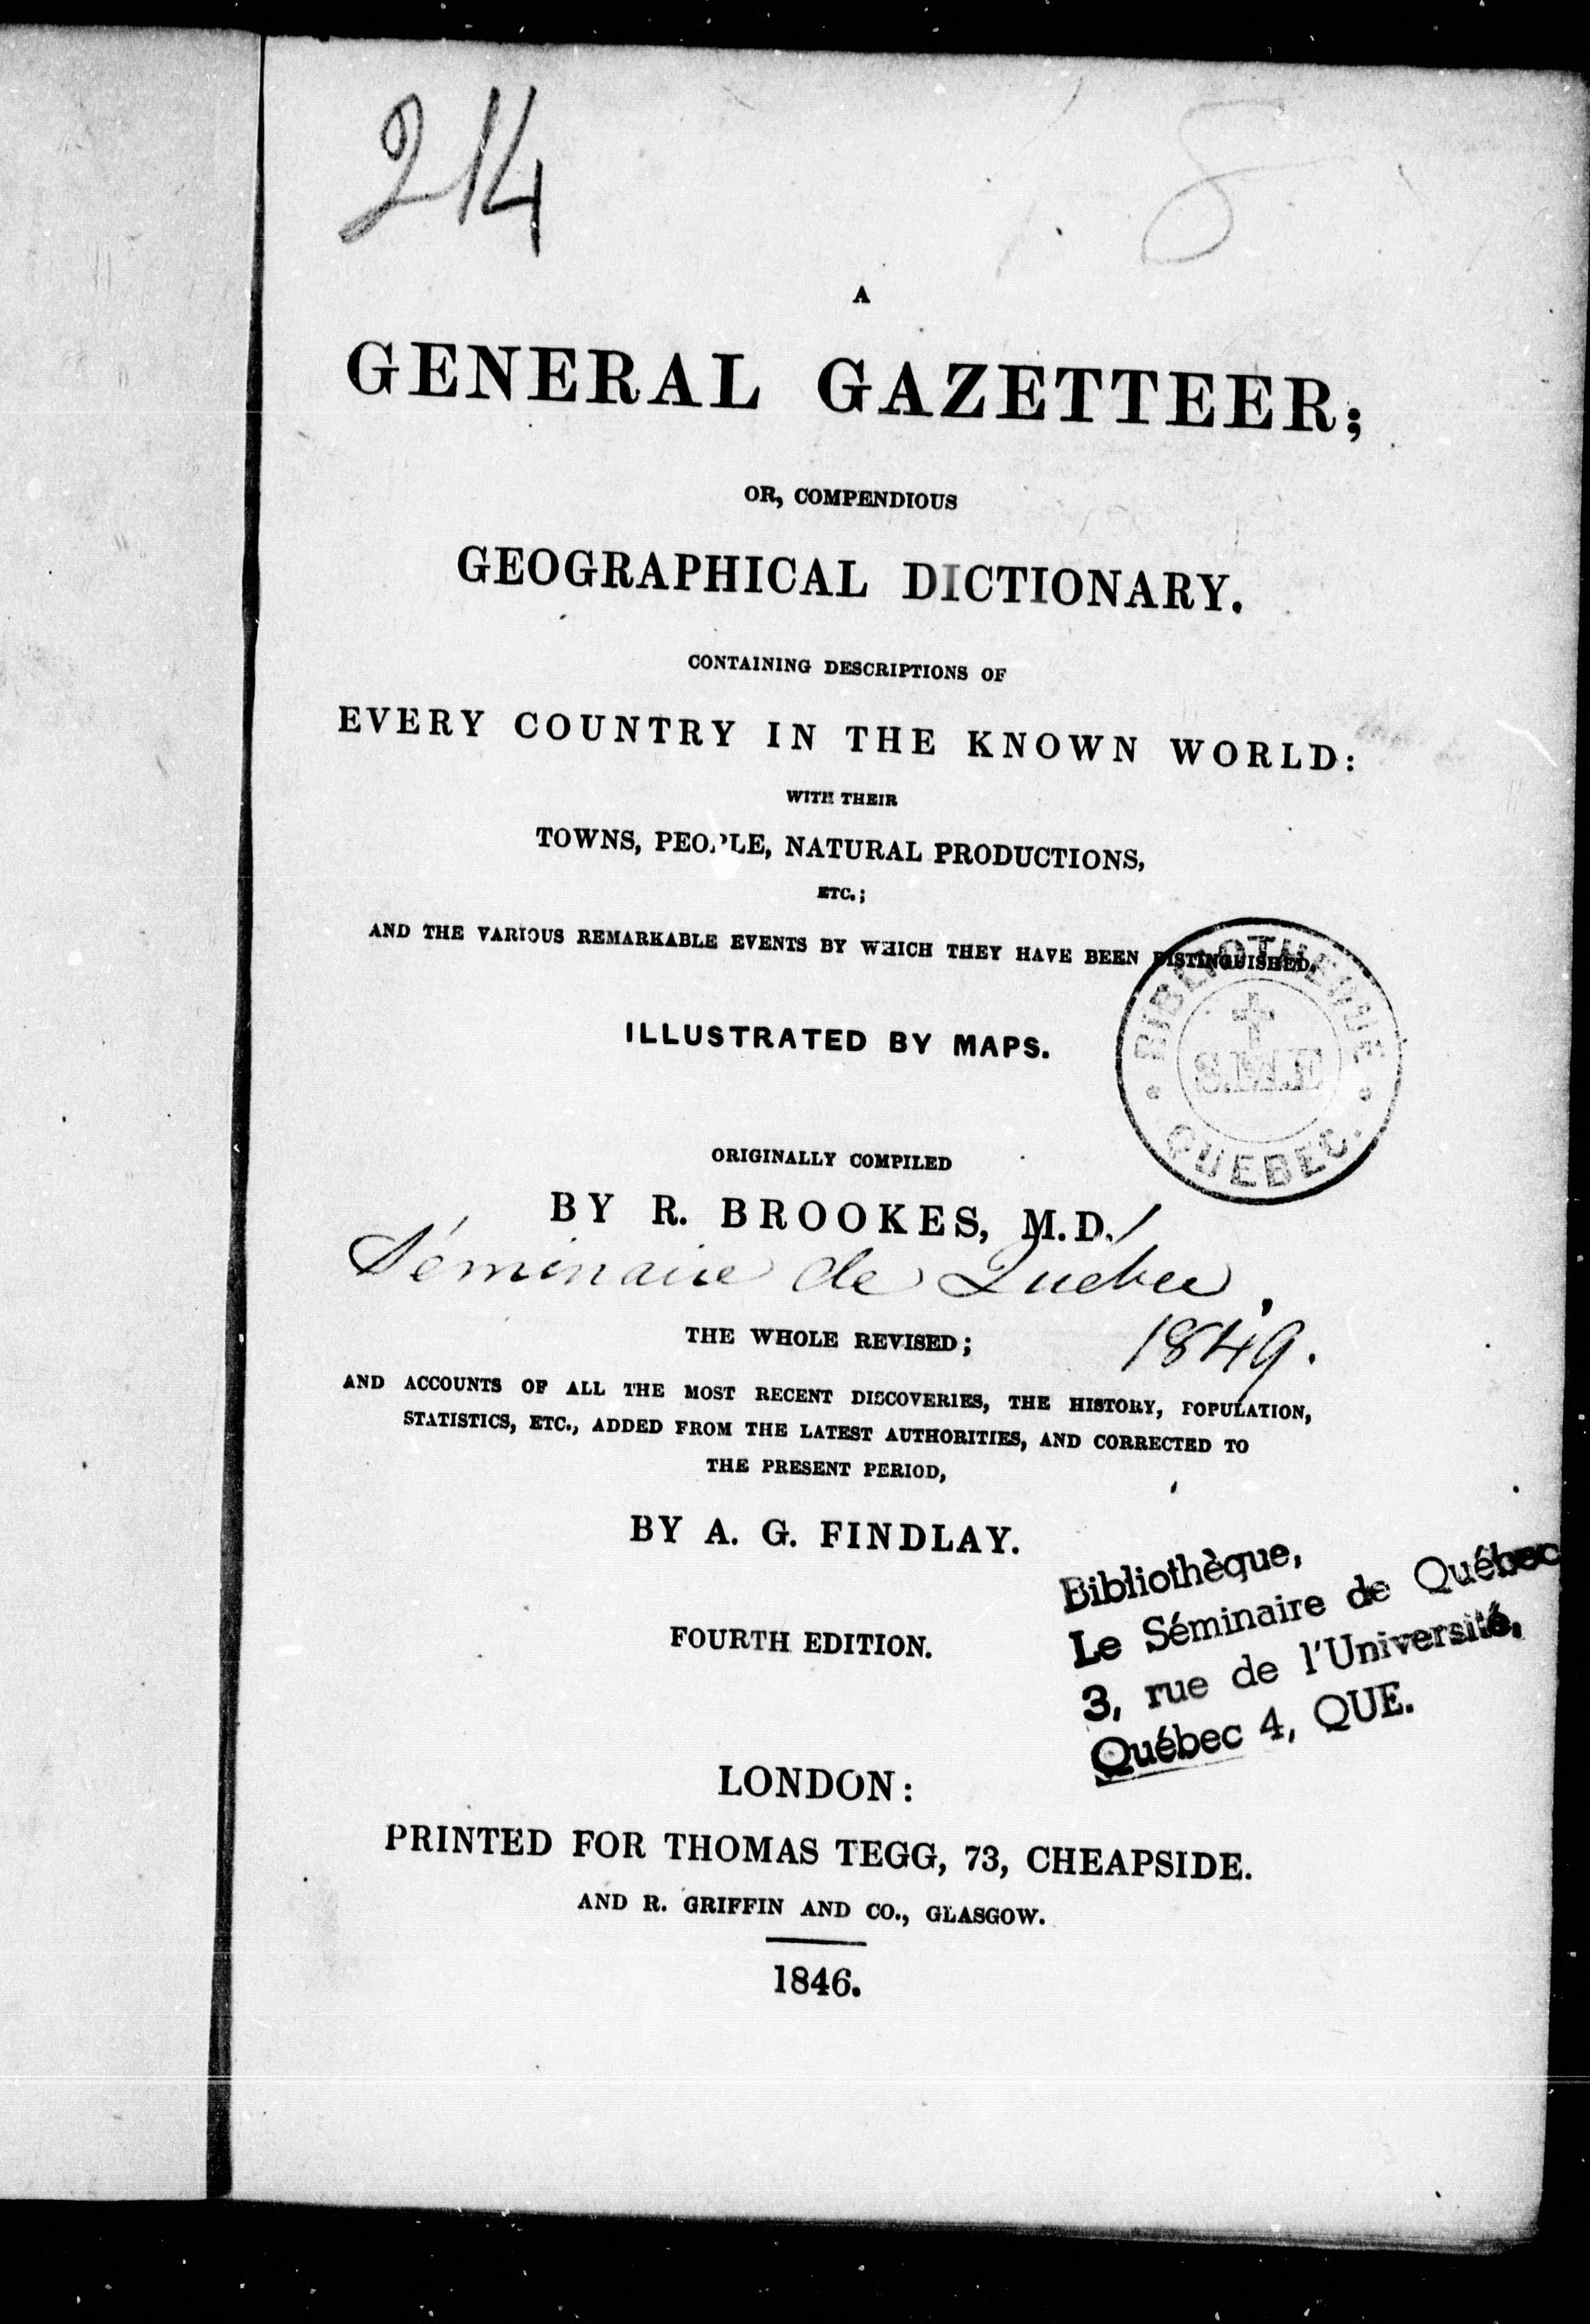 214
8
A
GENERAL GAZETTEER;
OR, COMPENDIOUS
GEOGRAPHICAL DICTIONARY.
CONTAINING DESCRIPTIONS OF
EVERY COUNTRY IN THE KNOWN WORLD:
WITH THEIR
TOWNS, PEOPLE, NATURAL PRODUCTIONS,
ETC.;
AND THE VARIOUS REMARKABLE EVENTS BY WHICH THEY HAVE BEEN DISTINGUISHED.
BIBLIOTHEQUE
S.M.E
QUEBEC.
ILLUSTRATED BY MAPS.
ORIGINALLY COMPILED
BY R. BROOKES, M.D.
Séminaire de Québec,
1849.
THE WHOLE REVISED;
AND ACCOUNTS OF ALL THE MOST RECENT DISCOVERIES, THE HISTORY, POPULATION,
STATISTICS, ETC., ADDED FROM THE LATEST AUTHORITIES, AND CORRECTED TO
THE PRESENT PERIOD,
BY A. G. FINDLAY.
FOURTH EDITION.
Bibliothèque,
Le Séminaire de Québec
3, rue de l'Université,
Québec 4, QUE.
LONDON:
PRINTED FOR THOMAS TEGG, 73, CHEAPSIDE.
AND R. GRIFFIN AND CO., GLASGOW.
1846.